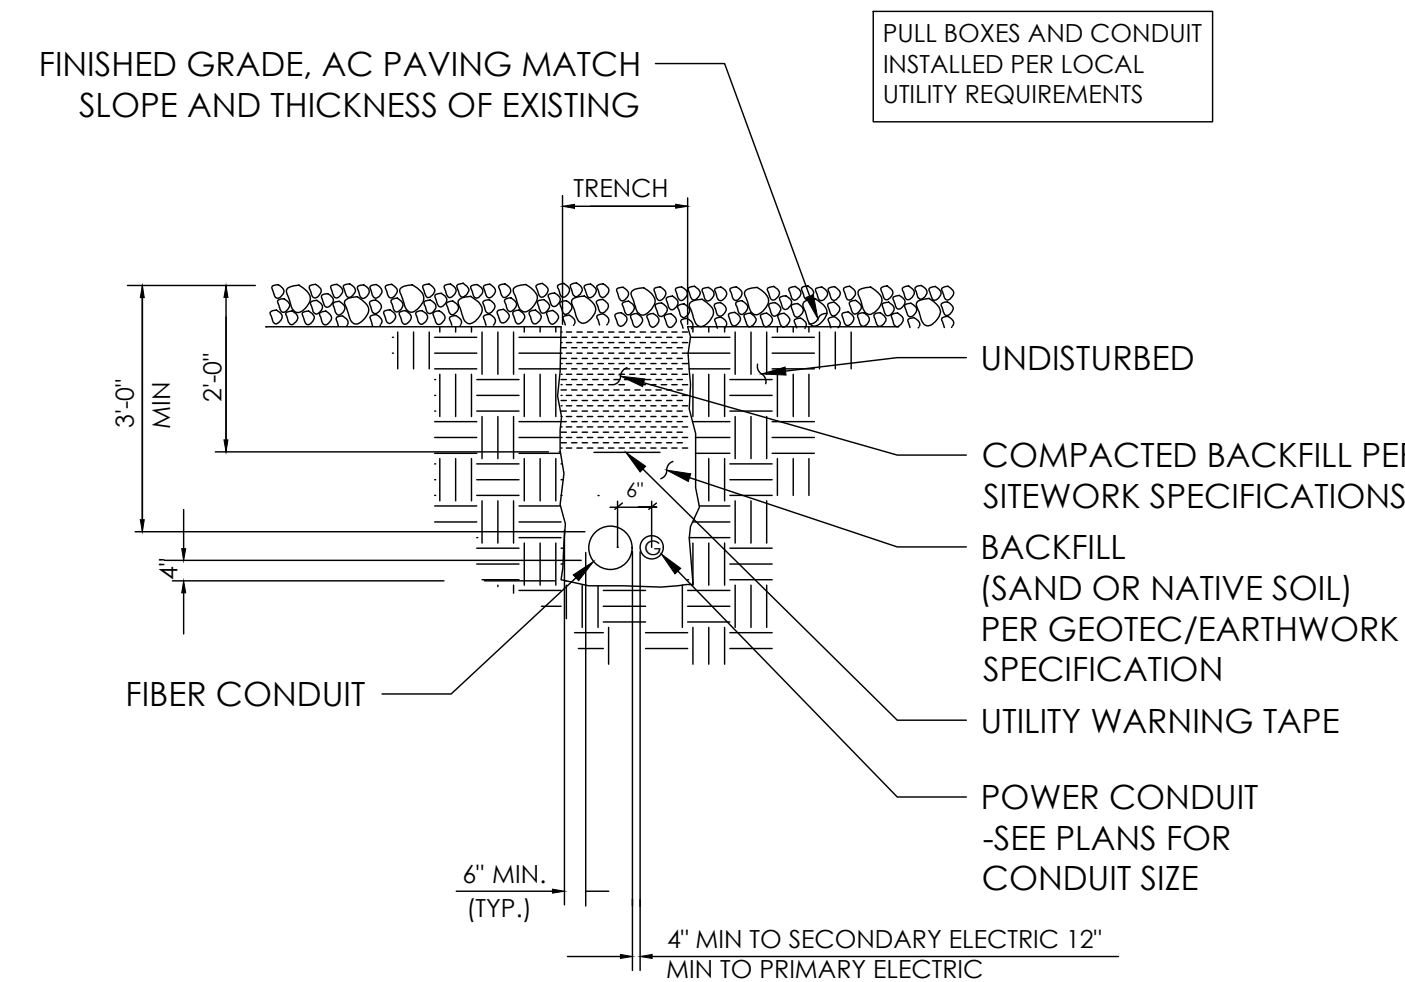 PULL BOXES AND CONDUIT
INSTALLED PER LOCAL
UTILITY REQUIREMENTS
FINISHED GRADE, AC PAVING MATCH
SLOPE AND THICKNESS OF EXISTING
TRENCH
3'-0"
MIN
2'-0"
UNDISTURBED
COMPACTED BACKFILL PER
SITEWORK SPECIFICATIONS
6"
G
4"
BACKFILL
(SAND OR NATIVE SOIL)
PER GEOTEC/EARTHWORK
SPECIFICATION
FIBER CONDUIT
UTILITY WARNING TAPE
POWER CONDUIT
-SEE PLANS FOR
CONDUIT SIZE
6" MIN.
(TYP.)
4" MIN TO SECONDARY ELECTRIC 12"
MIN TO PRIMARY ELECTRIC